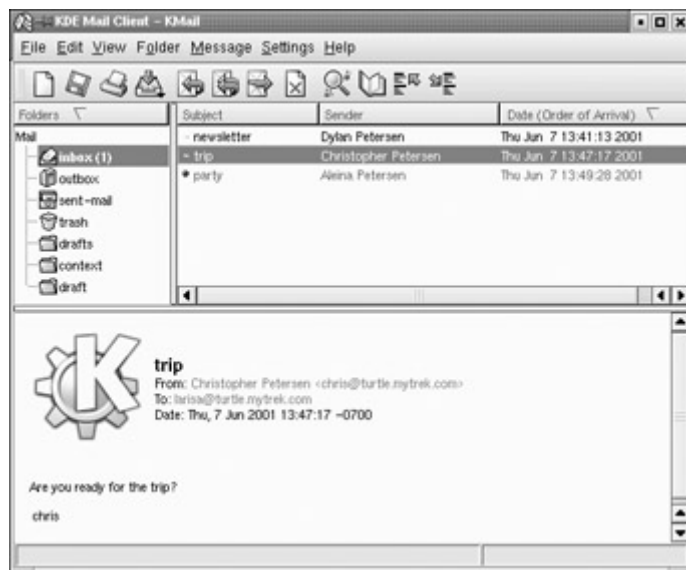 KDE Mail Client - KMail
File Edit View Folder Message Settings Help
Folders
Subject Sender Date (Order of Arrival)
Mail
inbox (1)
outbox
sent-mail
trash
drafts
context
draft
newsletter Dylan Petersen Thu Jun 7 13:41:13 2001
trip Christopher Petersen Thu Jun 7 13:47:17 2001
party Aleina Petersen Thu Jun 7 13:49:28 2001
K
trip
From: Christopher Petersen <chris@turtle.mytrek.com>
To: larisa@turtle.mytrek.com
Date: Thu, 7 Jun 2001 13:47:17 -0700
Are you ready for the trip?
chris